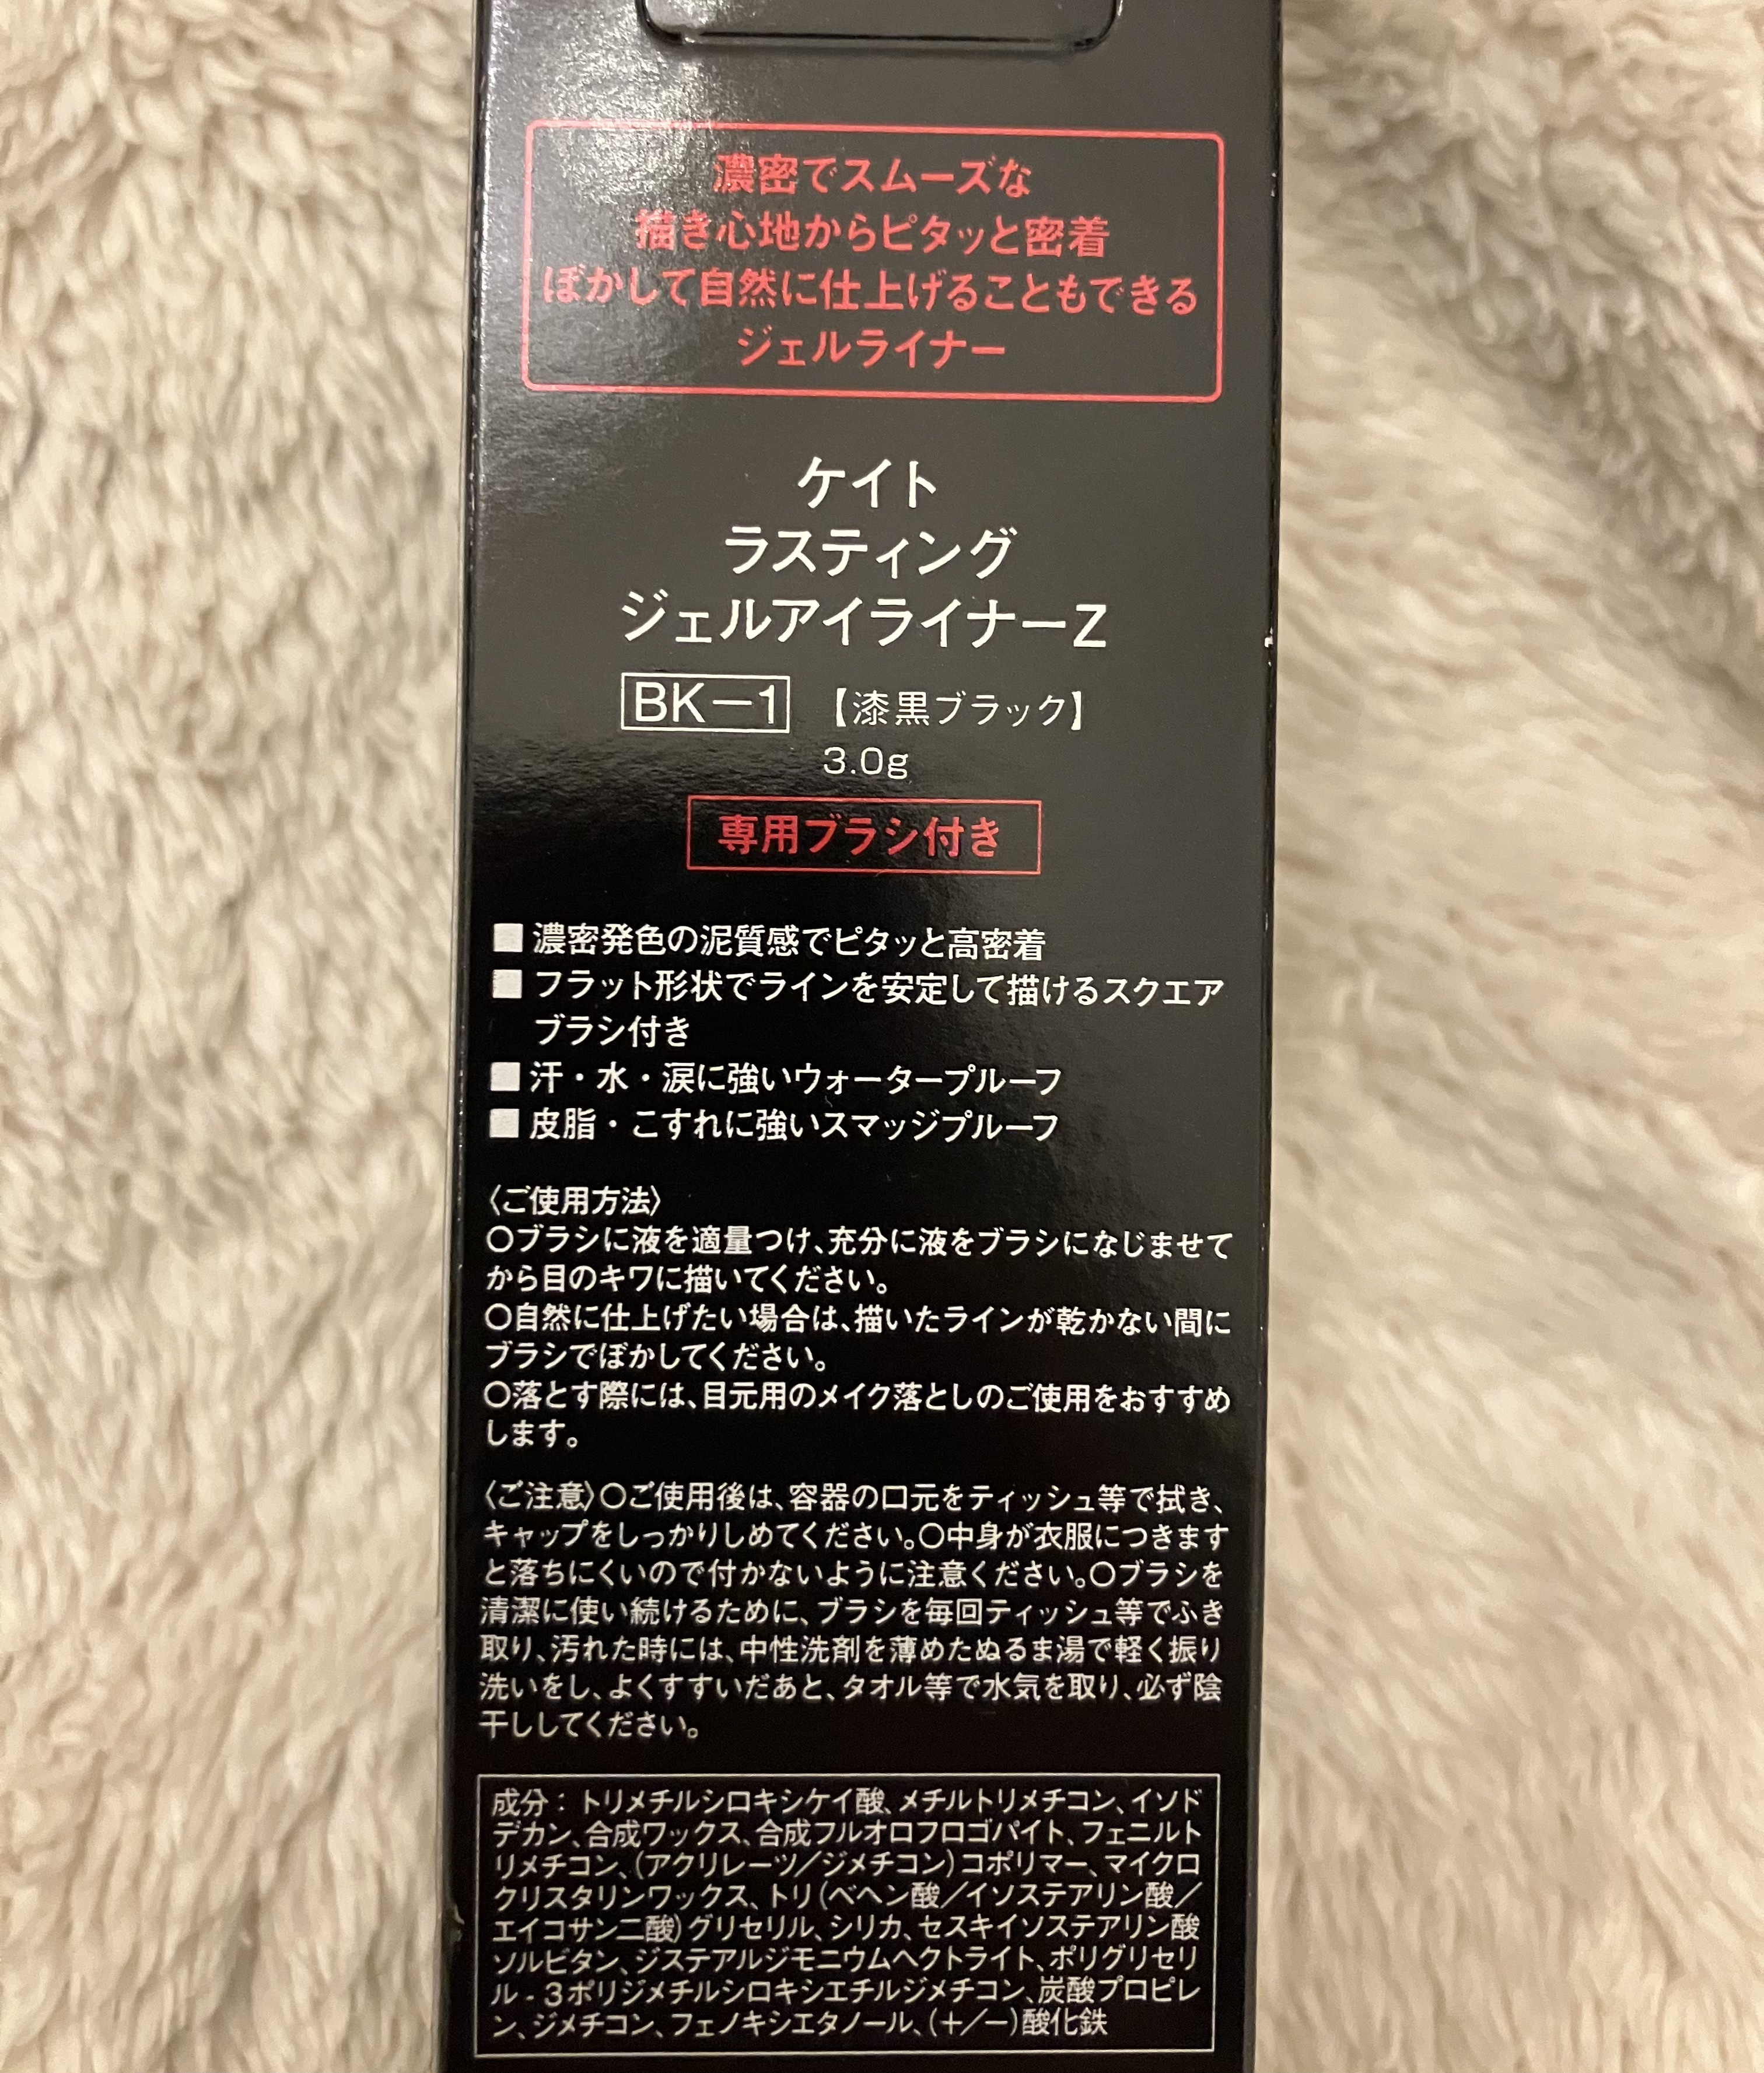 濃密でスムーズな
描き心地からピタッと密着
ぼかして自然に仕上げることもできる
ジェルライナー
ケイト
ラスティング
ジェルアイライナーZ
BK－1 【漆黒ブラック】
3.0g
専用ブラシ付き
■ 濃密発色の泥質感でピタッと高密着
■ フラット形状でラインを安定して描けるスクエア
ブラシ付き
■ 汗・水・涙に強いウォータープルーフ
■ 皮脂・こすれに強いスマッジプルーフ
〈ご使用方法〉
○ブラシに液を適量つけ、充分に液をブラシになじませて
から目のキワに描いてください。
○自然に仕上げたい場合は、描いたラインが乾かない間に
ブラシでぼかしてください。
○落とす際には、目元用のメイク落としのご使用をおすすめ
します。
〈ご注意〉○ご使用後は、容器の口元をティッシュ等で拭き、
キャップをしっかりしめてください。○中身が衣服につきます
と落ちにくいので付かないように注意ください。○ブラシを
清潔に使い続けるために、ブラシを毎回ティッシュ等でふき
取り、汚れた時には、中性洗剤を薄めたぬるま湯で軽く振り
洗いをし、よくすすいだあと、タオル等で水気を取り、必ず陰
干ししてください。
成分：トリメチルシロキシケイ酸、メチルトリメチコン、イソド
デカン、合成ワックス、合成フルオロフロゴパイト、フェニルト
リメチコン、（アクリレーツ／ジメチコン）コポリマー、マイクロ
クリスタリンワックス、トリ（ベヘン酸／イソステアリン酸／
エイコサン二酸）グリセリル、シリカ、セスキイソステアリン酸
ソルビタン、ジステアルジモニウムヘクトライト、ポリグリセリ
ル‐3ポリジメチルシロキシエチルジメチコン、炭酸プロピレ
ン、ジメチコン、フェノキシエタノール、（＋／－）酸化鉄